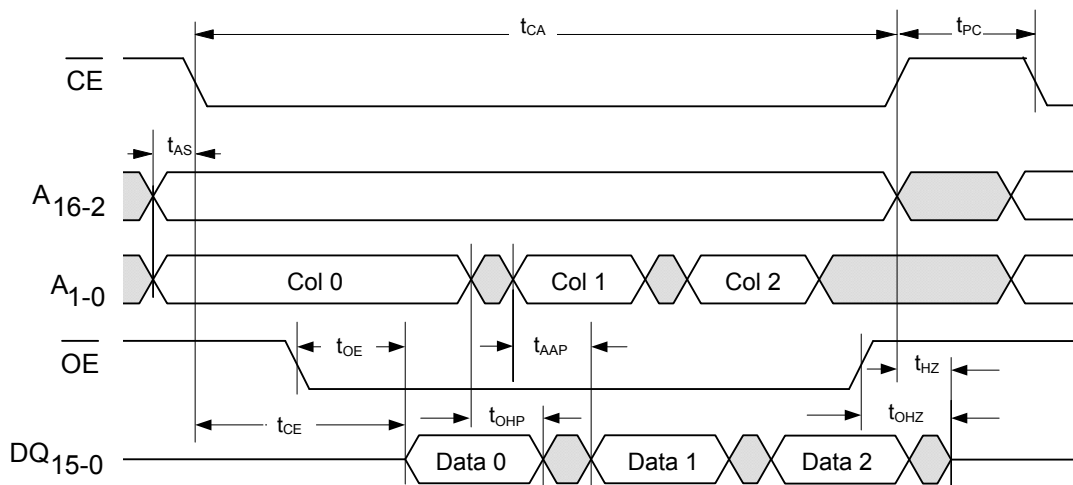 tCA
tPC
CE
tAS
A16-2
A1-0
Col 0
Col 1
Col 2
OE
tOE
tAAP
tHZ
tCE
tOHP
tOHZ
DQ15-0
Data 0
Data 1
Data 2